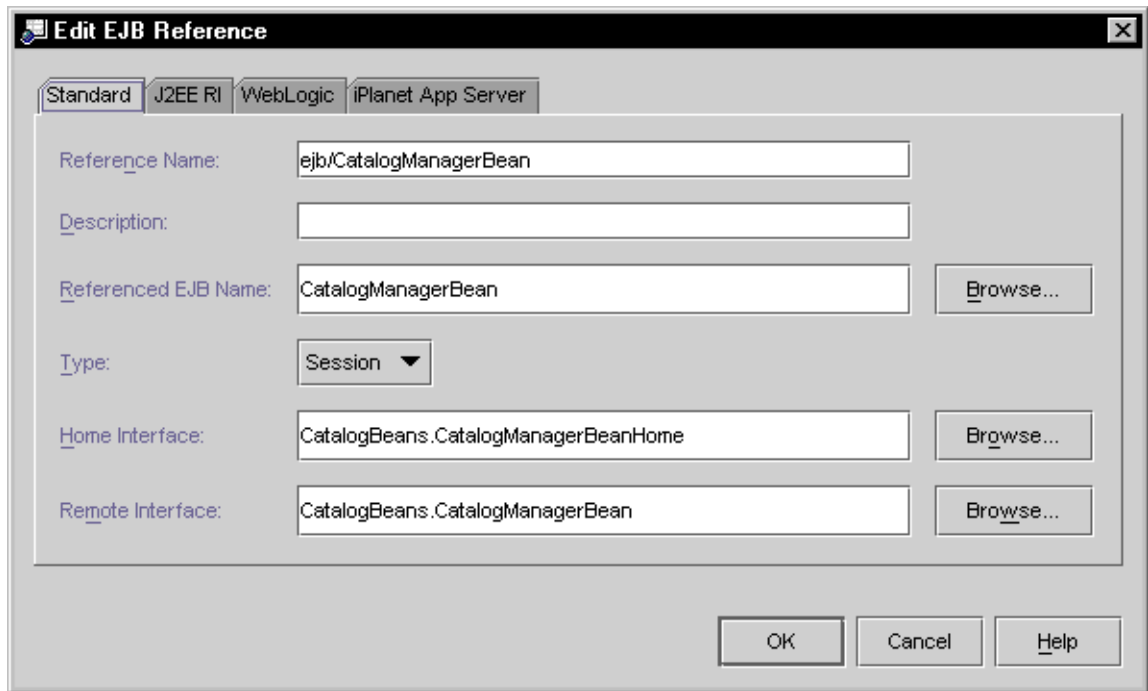 Edit EJB Reference
Standard J2EE RI WebLogic iPlanet App Server
Reference Name: ejb/CatalogManagerBean
Description:
Referenced EJB Name: CatalogManagerBean Browse...
Type: Session
Home Interface: CatalogBeans.CatalogManagerBeanHome Browse...
Remote Interface: CatalogBeans.CatalogManagerBean Browse...
OK Cancel Help